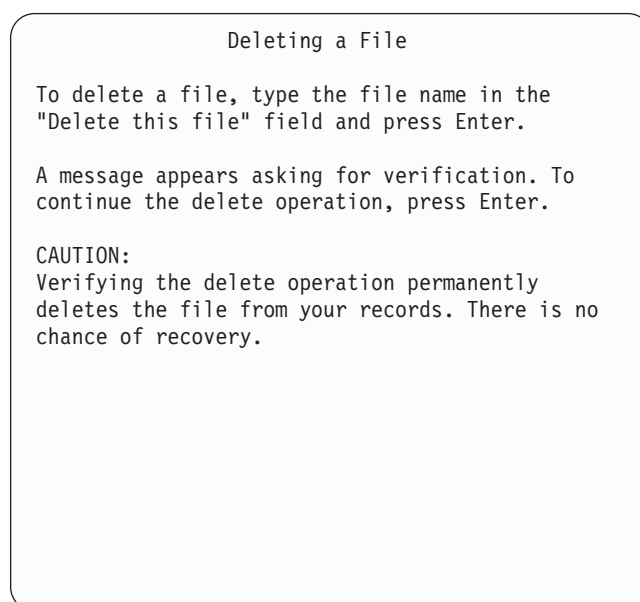 Deleting a File
To delete a file, type the file name in the
"Delete this file" field and press Enter.
A message appears asking for verification. To
continue the delete operation, press Enter.
CAUTION:
Verifying the delete operation permanently
deletes the file from your records. There is no
chance of recovery.